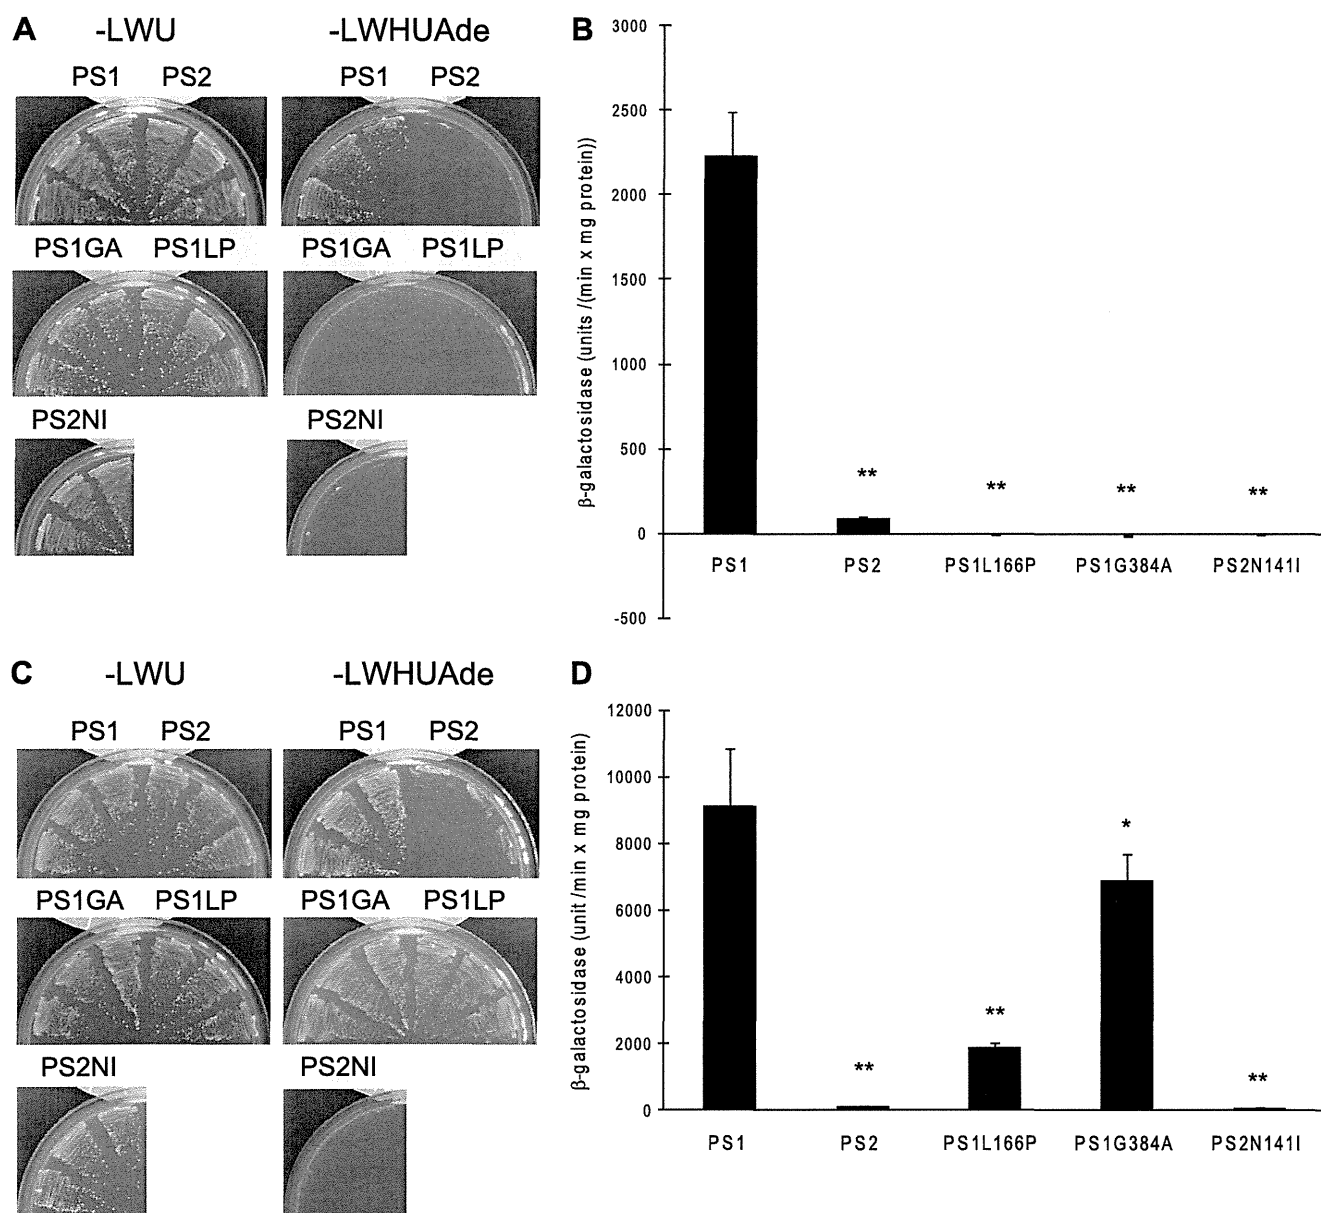 A
-LWU
-LWHUAde
PS1 PS2
PS1 PS2
PS1GA PS1LP
PS1GA PS1LP
PS2NI
PS2NI
B
3000
2500
2000
1500
1000
500
0
-500
β-galactosidase (units /(min x mg protein))
**
**
**
**
PS1
PS2
PS1L166P
PS1G384A
PS2N141I
C
-LWU
-LWHUAde
PS1 PS2
PS1 PS2
PS1GA PS1LP
PS1GA PS1LP
PS2NI
PS2NI
D
12000
10000
8000
6000
4000
2000
0
β-galactosidase (unit /min x mg protein)
**
**
*
**
PS1
PS2
PS1L166P
PS1G384A
PS2N141I